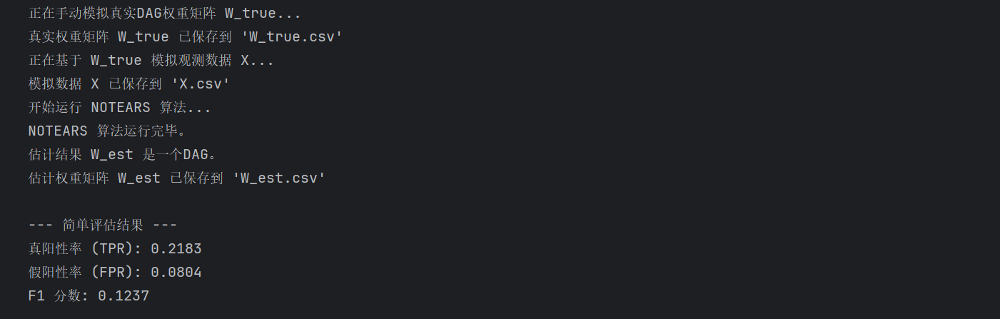 正在手动模拟真实DAG权重矩阵 W_true...
真实权重矩阵 W_true 已保存到 'W_true.csv'
正在基于 W_true 模拟观测数据 X...
模拟数据 X 已保存到 'X.csv'
开始运行 NOTEARS 算法...
NOTEARS 算法运行完毕。
估计结果 W_est 是一个DAG。
估计权重矩阵 W_est 已保存到 'W_est.csv'
--- 简单评估结果 ---
真阳性率 (TPR): 0.2183
假阳性率 (FPR): 0.0804
F1 分数: 0.1237